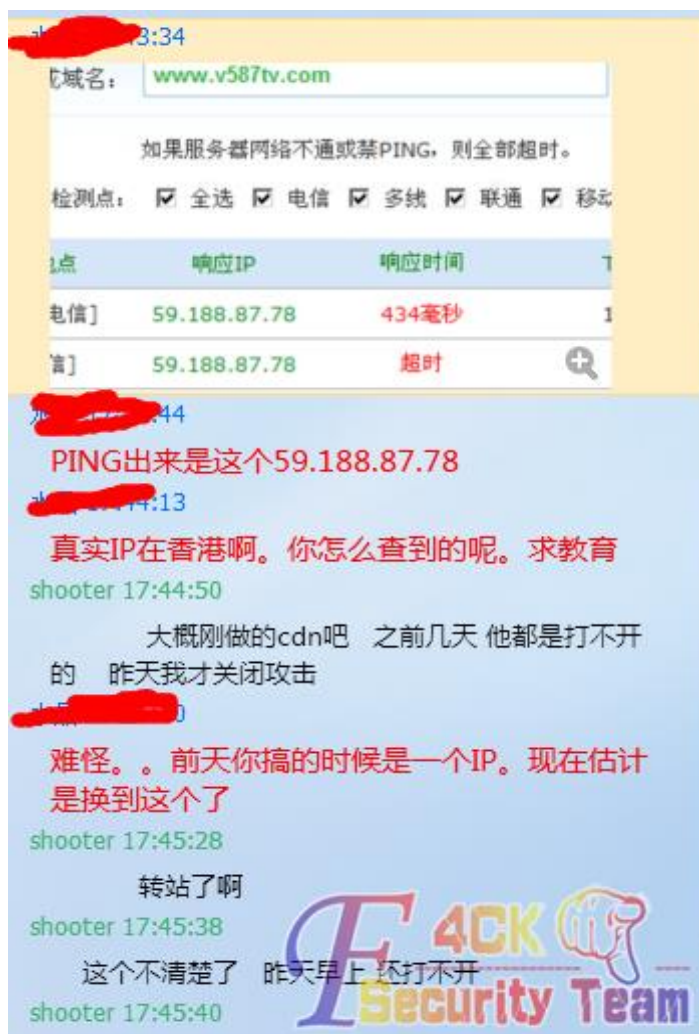 3:34
域名： www.v587tv.com
如果服务器网络不通或禁PING，则全部超时。
检测点： 全选 电信 多线 联通 移动
点 响应IP 响应时间 T
电信] 59.188.87.78 434毫秒 1
信] 59.188.87.78 超时
:44
PING出来是这个59.188.87.78
4:13
真实IP在香港啊。你怎么查到的呢。求教育
shooter 17:44:50
大概刚做的cdn吧 之前几天 他都是打不开
的 昨天我才关闭攻击
0
难怪。。前天你搞的时候是一个IP。现在估计
是换到这个了
shooter 17:45:28
转站了啊
shooter 17:45:38
这个不清楚了 昨天早上 还打不开
shooter 17:45:40
F4CK
Security Team